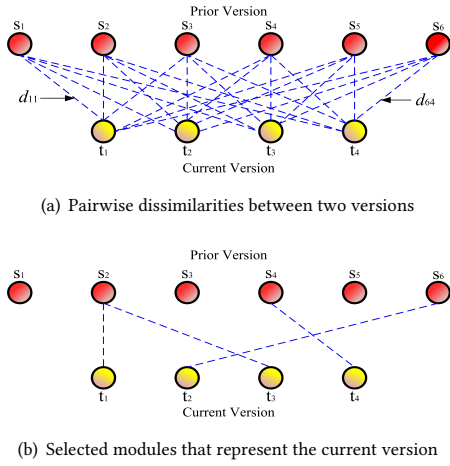 Prior Version
s₁ s₂ s₃ s₄ s₅ s₆
d₁₁ d₆₄
t₁ t₂ t₃ t₄
Current Version
(a) Pairwise dissimilarities between two versions
Prior Version
s₁ s₂ s₃ s₄ s₅ s₆
t₁ t₂ t₃ t₄
Current Version
(b) Selected modules that represent the current version